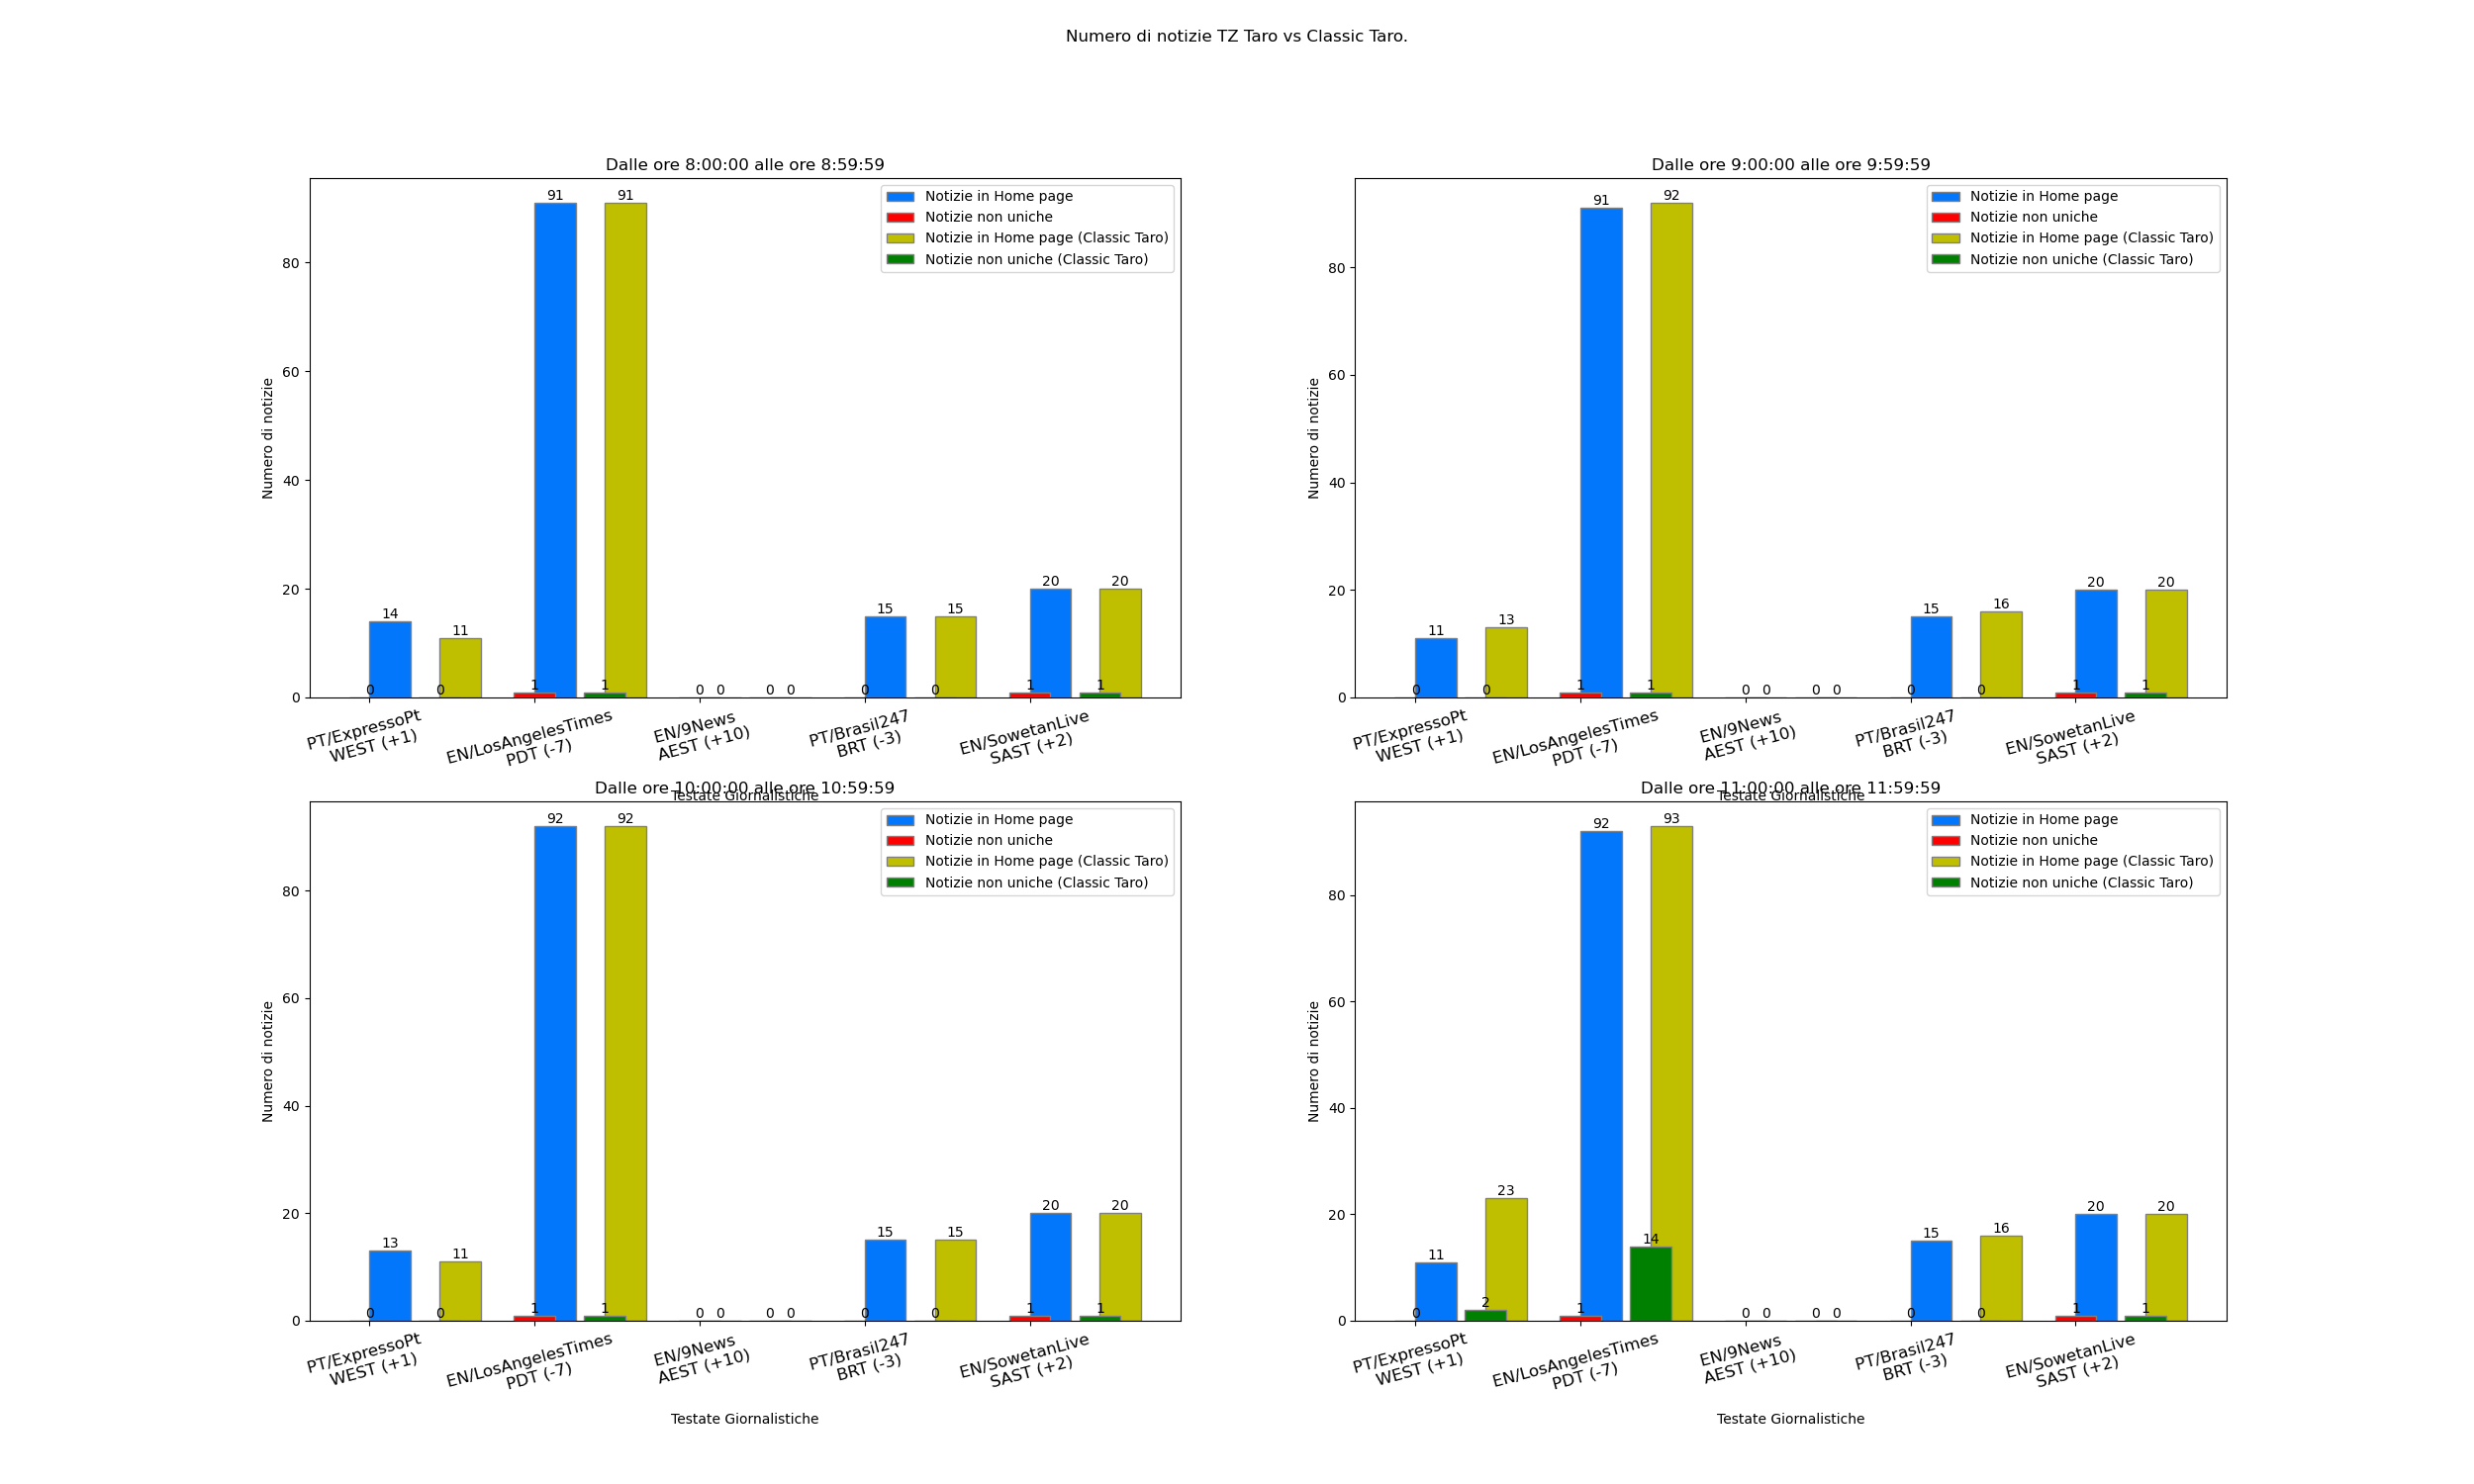 Numero di notizie TZ Taro vs Classic Taro.
Dalle ore 8:00:00 alle ore 8:59:59
Notizie in Home page
Notizie non uniche
Notizie in Home page (Classic Taro)
Notizie non uniche (Classic Taro)
Numero di notizie
80
60
40
20
0
14
11
0
0
91
91
1
1
0
0
0
0
15
15
0
0
20
20
1
1
PT/ExpressoPt
WEST (+1)
EN/LosAngelesTimes
PDT (-7)
EN/9News
AEST (+10)
PT/Brasil247
BRT (-3)
EN/SowetanLive
SAST (+2)
Testate Giornalistiche
Dalle ore 9:00:00 alle ore 9:59:59
Notizie in Home page
Notizie non uniche
Notizie in Home page (Classic Taro)
Notizie non uniche (Classic Taro)
Numero di notizie
80
60
40
20
0
11
13
0
0
91
92
1
1
0
0
0
0
15
16
0
0
20
20
1
1
PT/ExpressoPt
WEST (+1)
EN/LosAngelesTimes
PDT (-7)
EN/9News
AEST (+10)
PT/Brasil247
BRT (-3)
EN/SowetanLive
SAST (+2)
Testate Giornalistiche
Dalle ore 10:00:00 alle ore 10:59:59
Notizie in Home page
Notizie non uniche
Notizie in Home page (Classic Taro)
Notizie non uniche (Classic Taro)
Numero di notizie
80
60
40
20
0
13
11
0
0
92
92
1
1
0
0
0
0
15
15
0
0
20
20
1
1
PT/ExpressoPt
WEST (+1)
EN/LosAngelesTimes
PDT (-7)
EN/9News
AEST (+10)
PT/Brasil247
BRT (-3)
EN/SowetanLive
SAST (+2)
Testate Giornalistiche
Dalle ore 11:00:00 alle ore 11:59:59
Notizie in Home page
Notizie non uniche
Notizie in Home page (Classic Taro)
Notizie non uniche (Classic Taro)
Numero di notizie
80
60
40
20
0
11
23
0
2
92
93
1
14
0
0
0
0
15
16
0
0
20
20
1
1
PT/ExpressoPt
WEST (+1)
EN/LosAngelesTimes
PDT (-7)
EN/9News
AEST (+10)
PT/Brasil247
BRT (-3)
EN/SowetanLive
SAST (+2)
Testate Giornalistiche